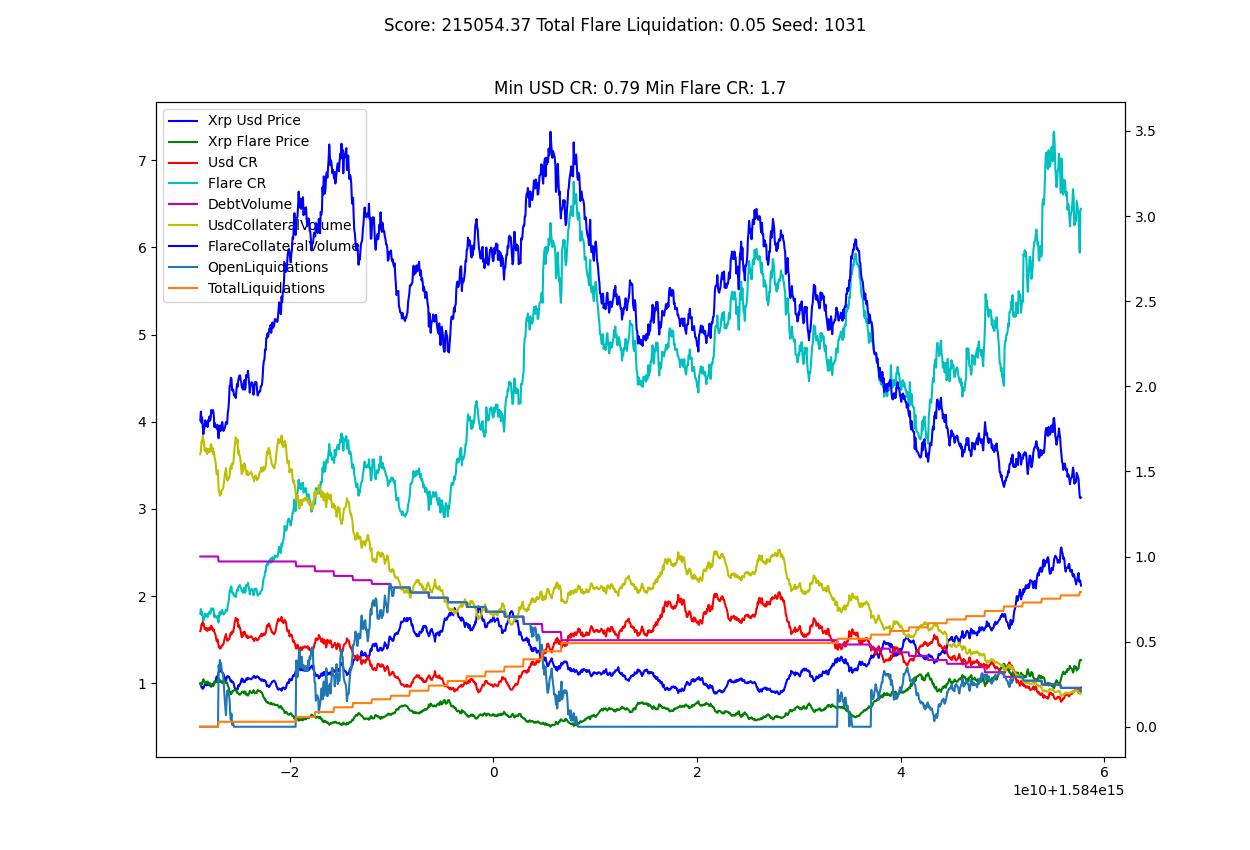 Score: 215054.37 Total Flare Liquidation: 0.05 Seed: 1031
Min USD CR: 0.79 Min Flare CR: 1.7
Xrp Usd Price
Xrp Flare Price
Usd CR
Flare CR
DebtVolume
UsdCollateralVolume
FlareCollateralVolume
OpenLiquidations
TotalLiquidations
7
6
5
4
3
2
1
3.5
3.0
2.5
2.0
1.5
1.0
0.5
0.0
−2
0
2
4
6
1e10+1.584e15